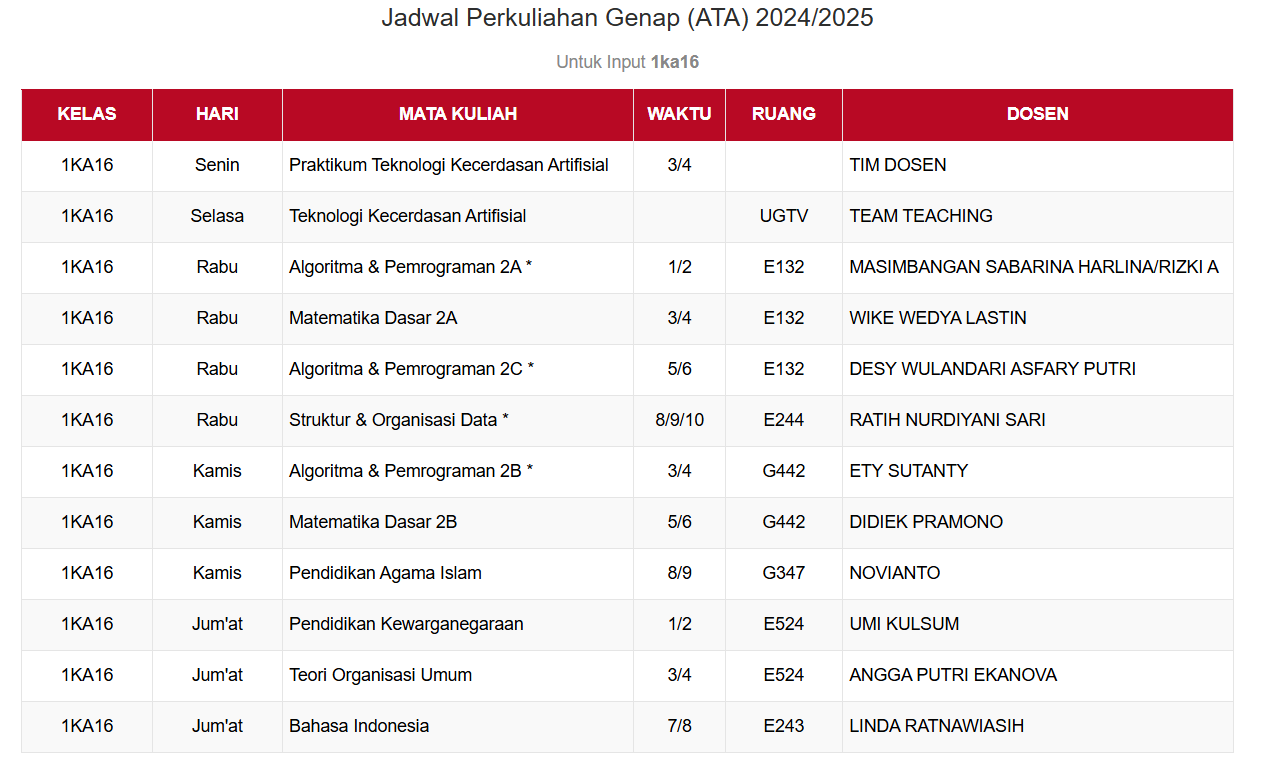 Jadwal Perkuliahan Genap (ATA) 2024/2025
Untuk Input 1ka16
KELAS HARI MATA KULIAH WAKTU RUANG DOSEN
1KA16 Senin Praktikum Teknologi Kecerdasan Artifisial 3/4 TIM DOSEN
1KA16 Selasa Teknologi Kecerdasan Artifisial UGTV TEAM TEACHING
1KA16 Rabu Algoritma & Pemrograman 2A * 1/2 E132 MASIMBANGAN SABARINA HARLINA/RIZKI A
1KA16 Rabu Matematika Dasar 2A 3/4 E132 WIKE WEDYA LASTIN
1KA16 Rabu Algoritma & Pemrograman 2C * 5/6 E132 DESY WULANDARI ASFARY PUTRI
1KA16 Rabu Struktur & Organisasi Data * 8/9/10 E244 RATIH NURDIYANI SARI
1KA16 Kamis Algoritma & Pemrograman 2B * 3/4 G442 ETY SUTANTY
1KA16 Kamis Matematika Dasar 2B 5/6 G442 DIDIEK PRAMONO
1KA16 Kamis Pendidikan Agama Islam 8/9 G347 NOVIANTO
1KA16 Jum'at Pendidikan Kewarganegaraan 1/2 E524 UMI KULSUM
1KA16 Jum'at Teori Organisasi Umum 3/4 E524 ANGGA PUTRI EKANOVA
1KA16 Jum'at Bahasa Indonesia 7/8 E243 LINDA RATNAWIASIH